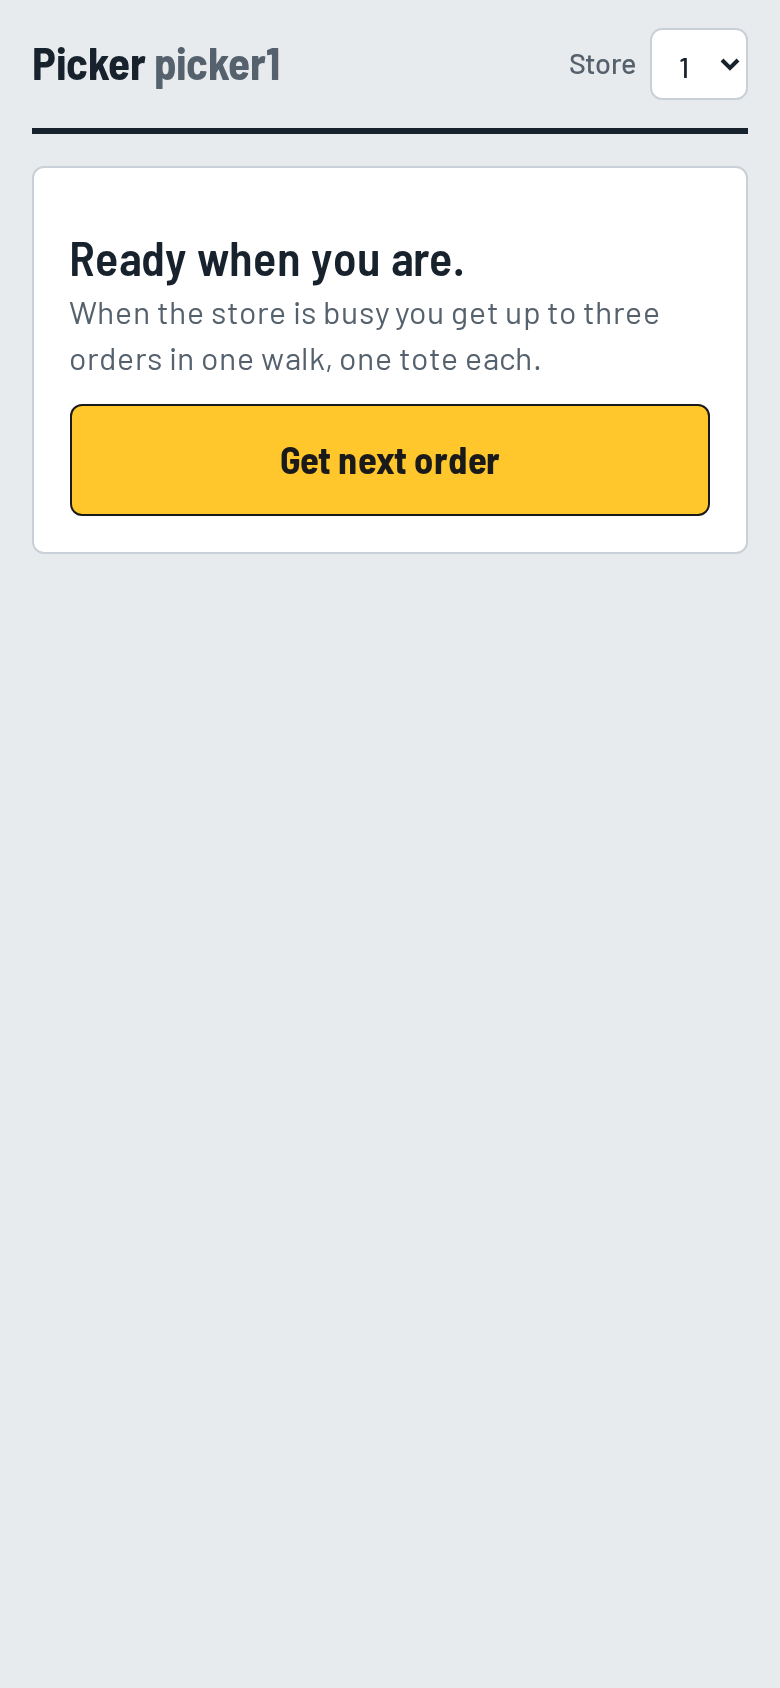 Picker picker1
Store 1
Ready when you are.
When the store is busy you get up to three
orders in one walk, one tote each.
Get next order